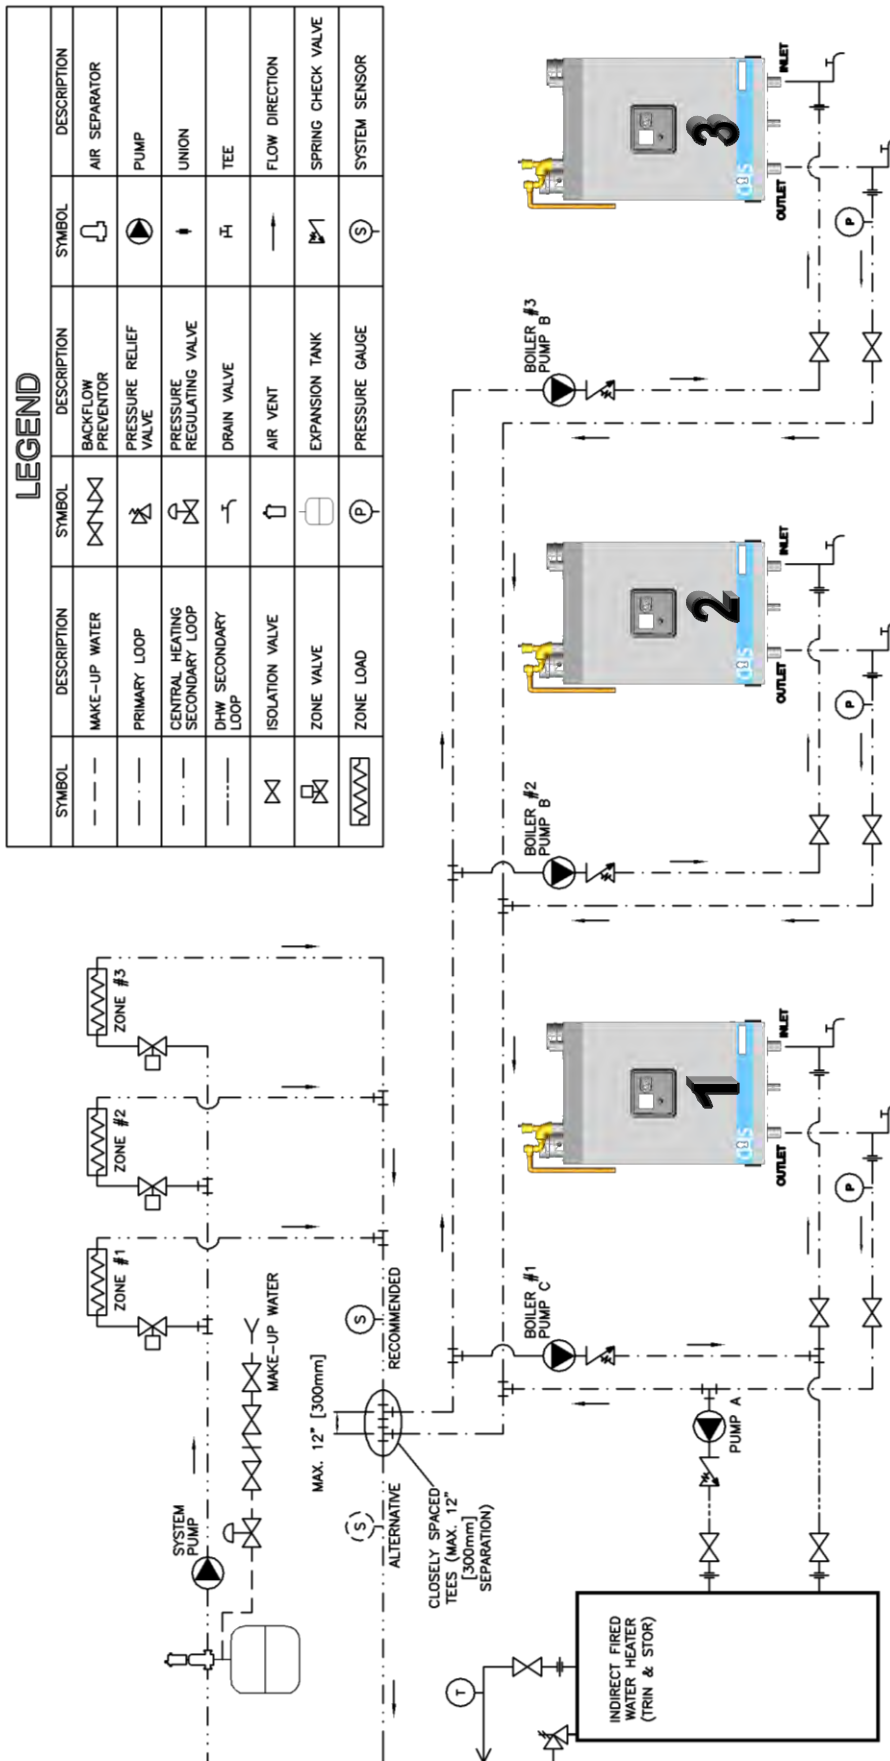 LEGEND
SYMBOL
DESCRIPTION
SYMBOL
DESCRIPTION
SYMBOL
DESCRIPTION
MAKE-UP WATER
BACKFLOW
PREVENTOR
AIR SEPARATOR
PRIMARY LOOP
PRESSURE RELIEF
VALVE
PUMP
CENTRAL HEATING
SECONDARY LOOP
PRESSURE
REGULATING VALVE
UNION
DHW SECONDARY
LOOP
DRAIN VALVE
TEE
ISOLATION VALVE
AIR VENT
FLOW DIRECTION
ZONE VALVE
EXPANSION TANK
SPRING CHECK VALVE
ZONE LOAD
P
PRESSURE GAUGE
S
SYSTEM SENSOR
ZONE #1
ZONE #2
ZONE #3
SYSTEM
PUMP
MAKE-UP WATER
MAX. 12" [300mm]
S
ALTERNATIVE
S
RECOMMENDED
CLOSELY SPACED
TEES (MAX. 12"
[300mm]
SEPARATION)
BOILER #1
PUMP C
BOILER #2
PUMP B
BOILER #3
PUMP B
1
2
3
OUTLET
INLET
OUTLET
INLET
OUTLET
INLET
P
P
P
PUMP A
T
INDIRECT FIRED
WATER HEATER
(TRIN & STOR)